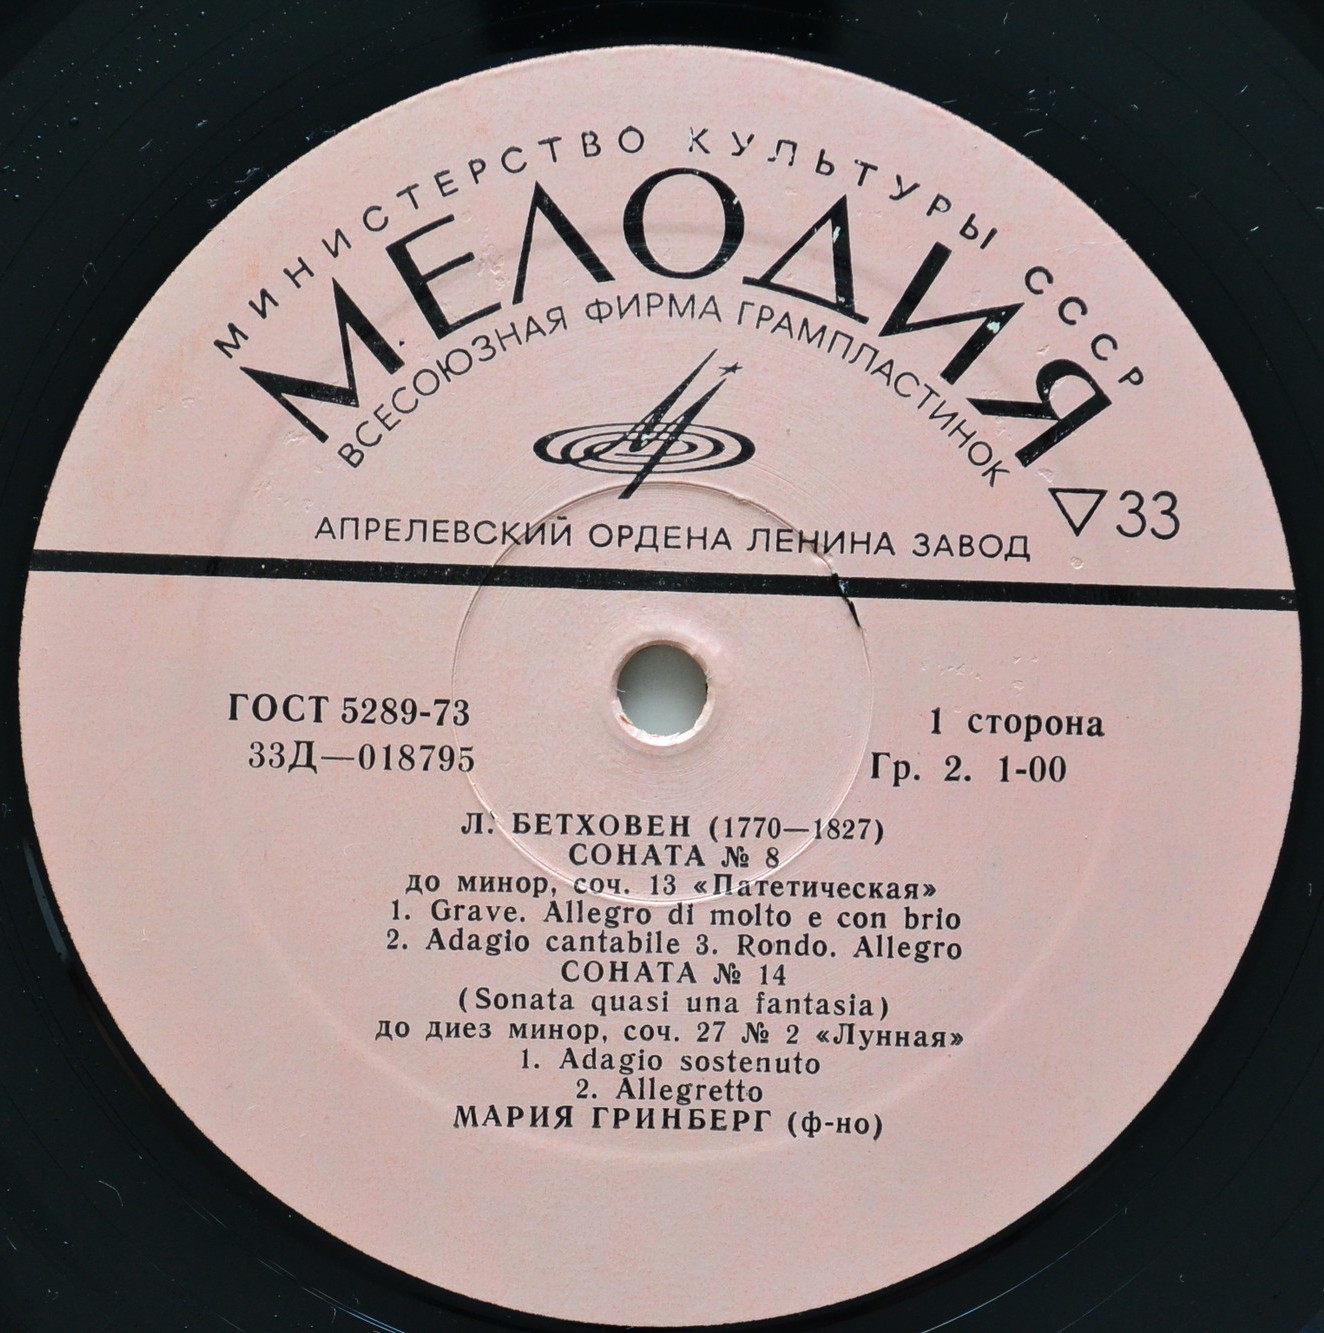 МИНИСТЕРСТВО КУЛЬТУРЫ СССР
МЕЛОДИЯ
ВСЕСОЮЗНАЯ ФИРМА ГРАМПЛАСТИНОК
33
АПРЕЛЕВСКИЙ ОРДЕНА ЛЕНИНА ЗАВОД
ГОСТ 5289-73
33Д—018795
1 сторона
Гр. 2. 1-00
Л. БЕТХОВЕН (1770—1827)
СОНАТА № 8
до минор, соч. 13 «Патетическая»
1. Grave. Allegro di molto e con brio
2. Adagio cantabile 3. Rondo. Allegro
СОНАТА № 14
(Sonata quasi una fantasia)
до диез минор, соч. 27 № 2 «Лунная»
1. Adagio sostenuto
2. Allegretto
МАРИЯ ГРИНБЕРГ (ф-но)